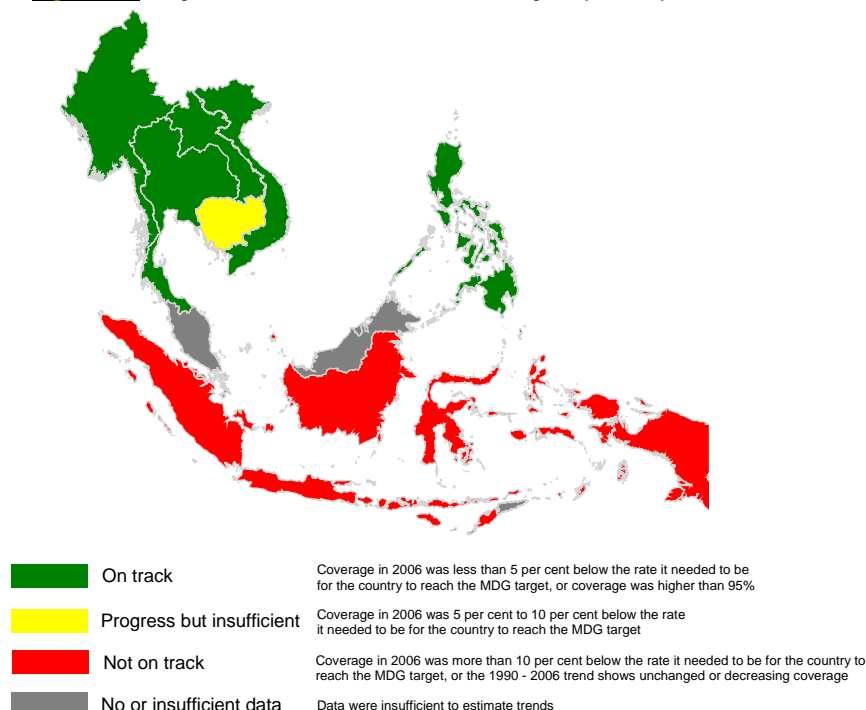 On track
Coverage in 2006 was less than 5 per cent below the rate it needed to be
for the country to reach the MDG target, or coverage was higher than 95%
Progress but insufficient
Coverage in 2006 was 5 per cent to 10 per cent below the rate
it needed to be for the country to reach the MDG target
Not on track
Coverage in 2006 was more than 10 per cent below the rate it needed to be for the country to
reach the MDG target, or the 1990 - 2006 trend shows unchanged or decreasing coverage
No or insufficient data
Data were insufficient to estimate trends